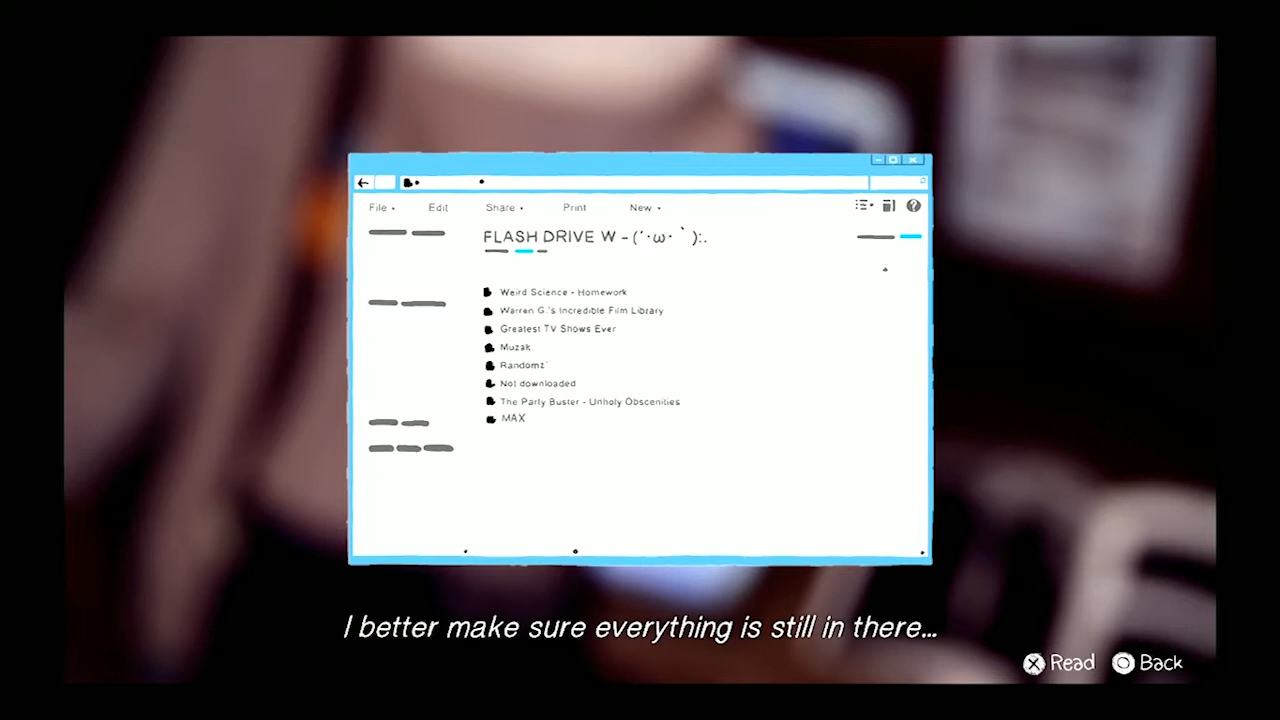 File Edit Share Print New
FLASH DRIVE W - (´･ω･`):.
Weird Science - Homework
Warren G.'s Incredible Film Library
Greatest TV Shows Ever
Muzak
Randomz'
Not downloaded
The Party Buster - Unholy Obscenities
MAX
I better make sure everything is still in there...
Read Back